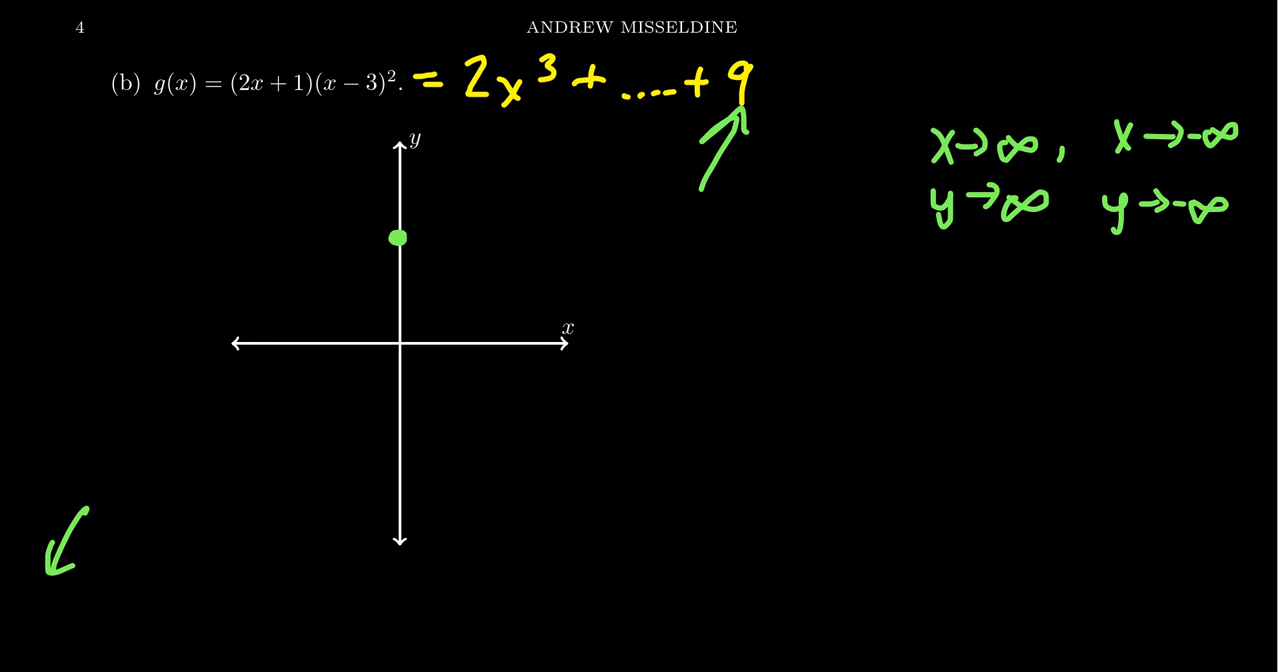 4 ANDREW MISSELDINE
(b) g(x) = (2x + 1)(x − 3)². = 2x³ + ..... + 9
x → ∞ , x → -∞
y → ∞ y → -∞
y
x